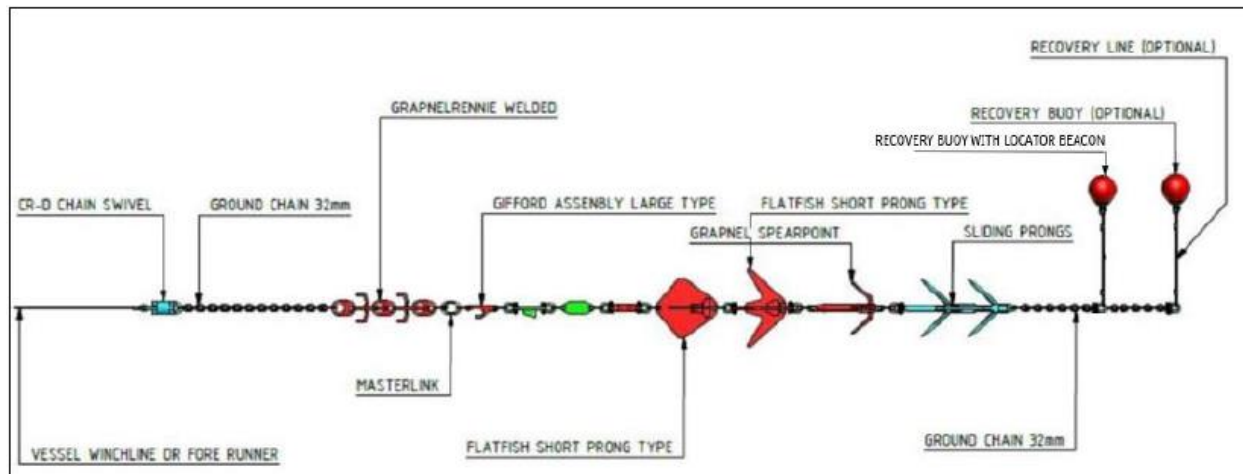 RECOVERY LINE (OPTIONAL)
GRAPNELRENNIE WELDED
RECOVERY BUOY (OPTIONAL)
RECOVERY BUOY WITH LOCATOR BEACON
CR-D CHAIN SWIVEL
GROUND CHAIN 32mm
GIFFORD ASSEMBLY LARGE TYPE
FLATFISH SHORT PRONG TYPE
GRAPNEL SPEARPOINT
SLIDING PRONGS
MASTERLINK
VESSEL WINCHLINE OR FORE RUNNER
FLATFISH SHORT PRONG TYPE
GROUND CHAIN 32mm